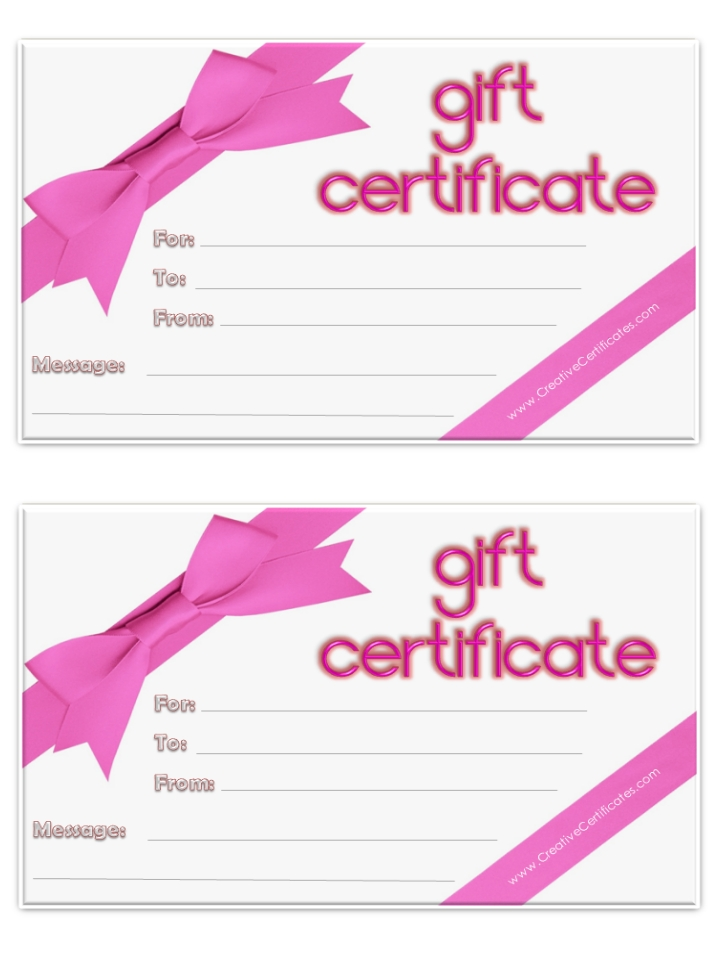 gift
certificate
For:
To:
From:
Message:
www.CreativeCertificates.com
gift
certificate
For:
To:
From:
Message:
www.CreativeCertificates.com